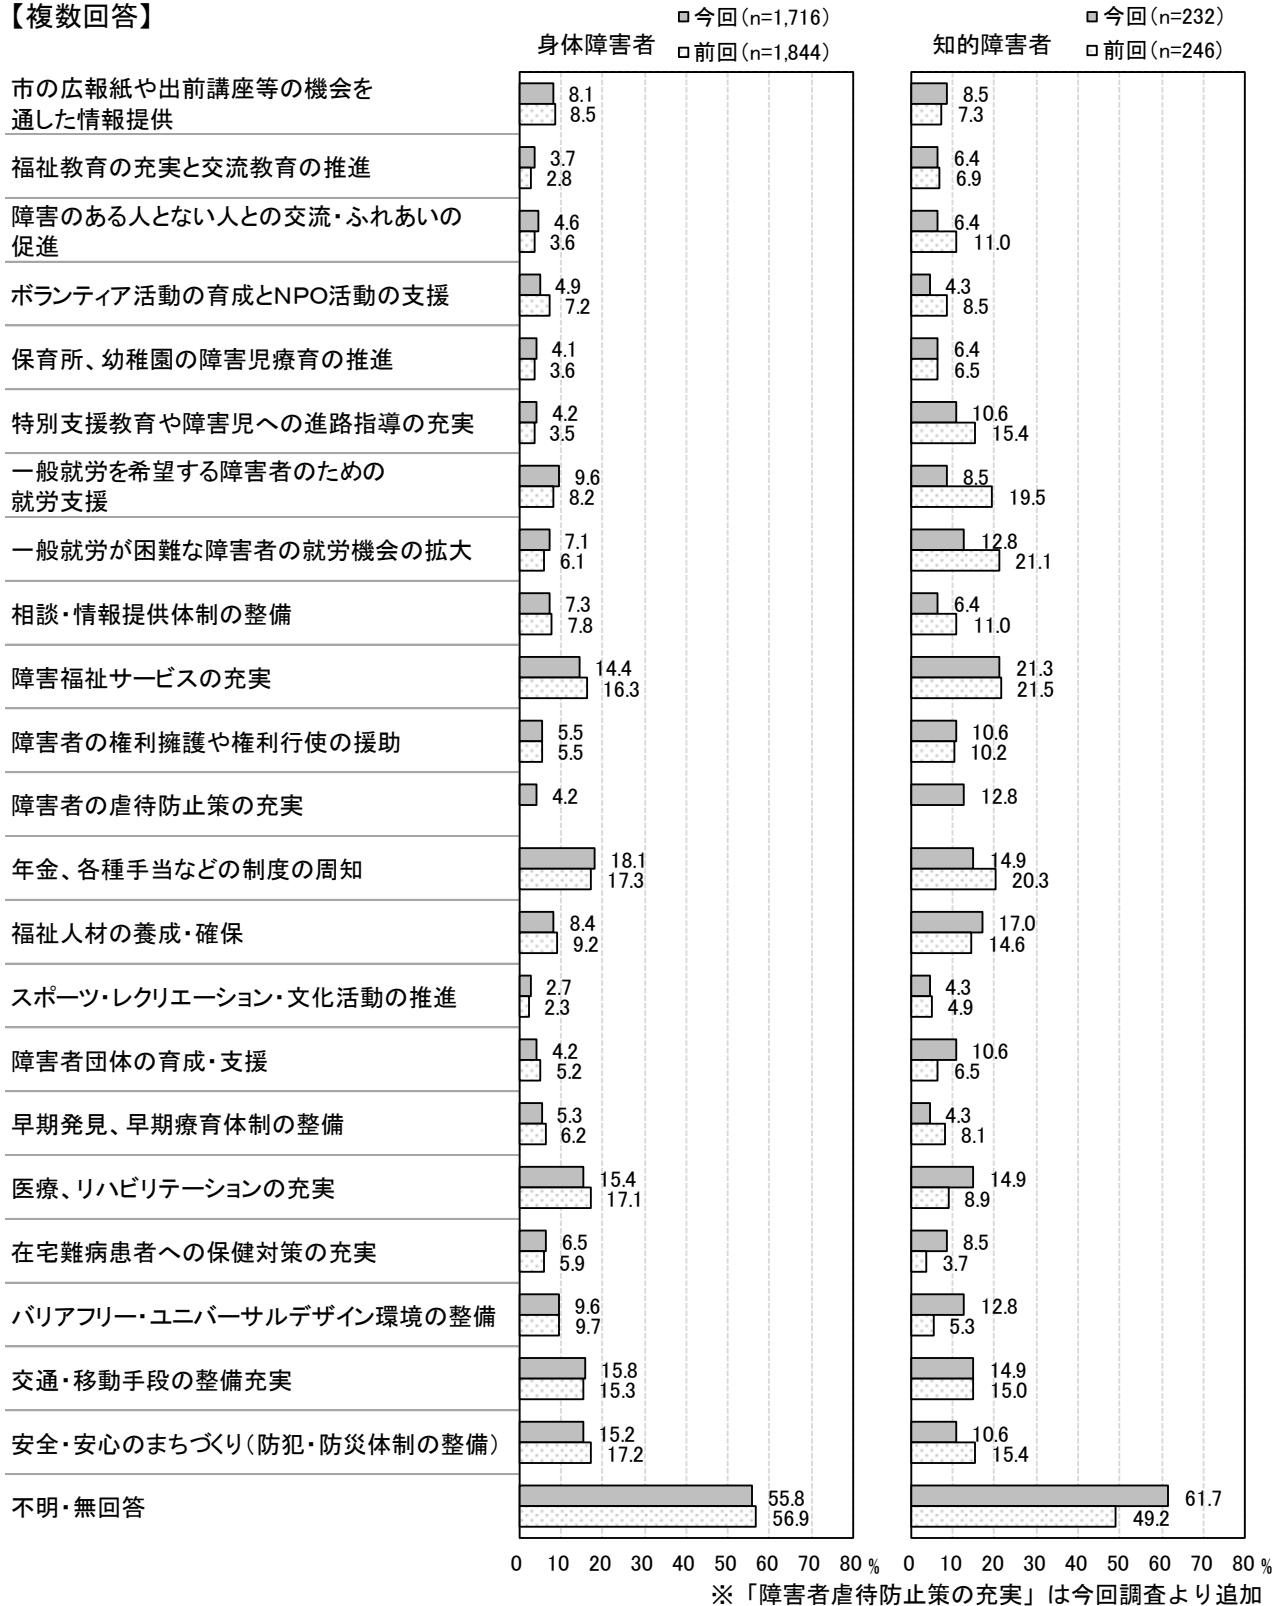 【複数回答】
身体障害者
今回(n=1,716)
前回(n=1,844)
知的障害者
今回(n=232)
前回(n=246)
市の広報紙や出前講座等の機会を
通した情報提供
8.1
8.5
8.5
7.3
福祉教育の充実と交流教育の推進
3.7
2.8
6.4
6.9
障害のある人とない人との交流・ふれあいの
促進
4.6
3.6
6.4
11.0
ボランティア活動の育成とNPO活動の支援
4.9
7.2
4.3
8.5
保育所、幼稚園の障害児療育の推進
4.1
3.6
6.4
6.5
特別支援教育や障害児への進路指導の充実
4.2
3.5
10.6
15.4
一般就労を希望する障害者のための
就労支援
9.6
8.2
8.5
19.5
一般就労が困難な障害者の就労機会の拡大
7.1
6.1
12.8
21.1
相談・情報提供体制の整備
7.3
7.8
6.4
11.0
障害福祉サービスの充実
14.4
16.3
21.3
21.5
障害者の権利擁護や権利行使の援助
5.5
5.5
10.6
10.2
障害者の虐待防止策の充実
4.2
12.8
年金、各種手当などの制度の周知
18.1
17.3
14.9
20.3
福祉人材の養成・確保
8.4
9.2
17.0
14.6
スポーツ・レクリエーション・文化活動の推進
2.7
2.3
4.3
4.9
障害者団体の育成・支援
4.2
5.2
10.6
6.5
早期発見、早期療育体制の整備
5.3
6.2
4.3
8.1
医療、リハビリテーションの充実
15.4
17.1
14.9
8.9
在宅難病患者への保健対策の充実
6.5
5.9
8.5
3.7
バリアフリー・ユニバーサルデザイン環境の整備
9.6
9.7
12.8
5.3
交通・移動手段の整備充実
15.8
15.3
14.9
15.0
安全・安心のまちづくり(防犯・防災体制の整備)
15.2
17.2
10.6
15.4
不明・無回答
55.8
56.9
61.7
49.2
0 10 20 30 40 50 60 70 80 %
0 10 20 30 40 50 60 70 80 %
※「障害者虐待防止策の充実」は今回調査より追加